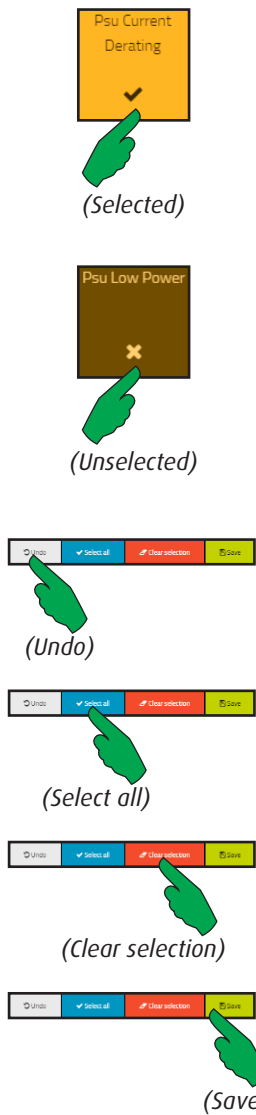 Psu Current
Derating
(Selected)
Psu Low Power
(Unselected)
Undo Select all Clear selection Save
(Undo)
Undo Select all Clear selection Save
(Select all)
Undo Select all Clear selection Save
(Clear selection)
Undo Select all Clear selection Save
(Save